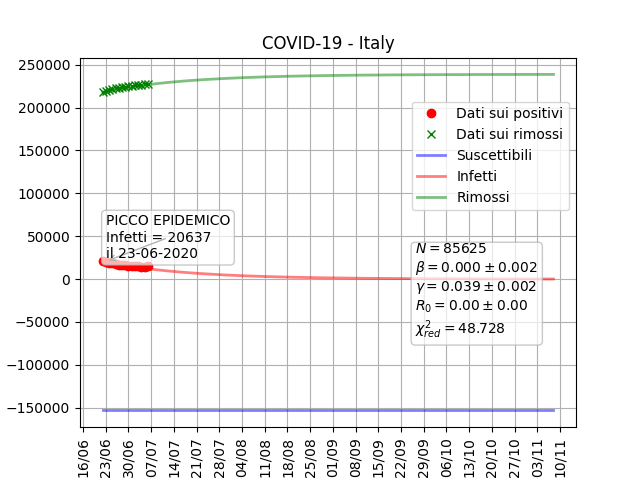 COVID-19 - Italy
250000
200000
150000
100000
50000
0
−50000
−100000
−150000
Dati sui positivi
Dati sui rimossi
Suscettibili
Infetti
Rimossi
PICCO EPIDEMICO
Infetti = 20637
il 23-06-2020
N = 85625
β = 0.000 ± 0.002
γ = 0.039 ± 0.002
R₀ = 0.00 ± 0.00
χ²red = 48.728
16/06
23/06
30/06
07/07
14/07
21/07
28/07
04/08
11/08
18/08
25/08
01/09
08/09
15/09
22/09
29/09
06/10
13/10
20/10
27/10
03/11
10/11